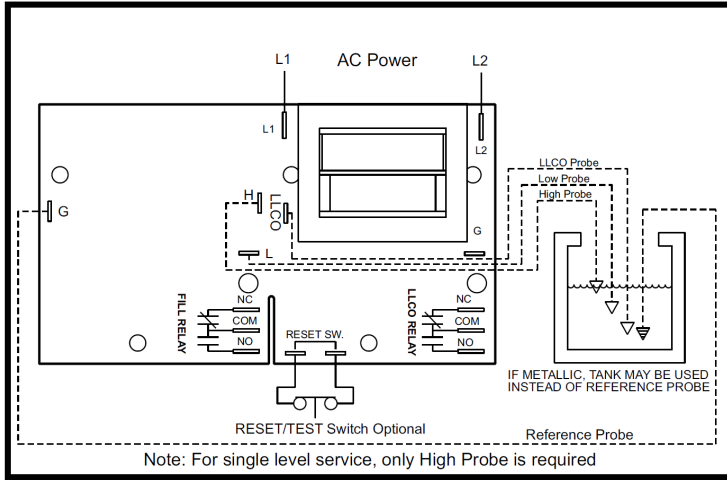 L1
AC Power
L2
L1
L2
LLCO Probe
Low Probe
High Probe
H
LLCO
G
G
L
FILL RELAY
NC
COM
NO
RESET SW.
LLCO RELAY
NC
COM
NO
IF METALLIC, TANK MAY BE USED
INSTEAD OF REFERENCE PROBE
RESET/TEST Switch Optional
Reference Probe
Note: For single level service, only High Probe is required